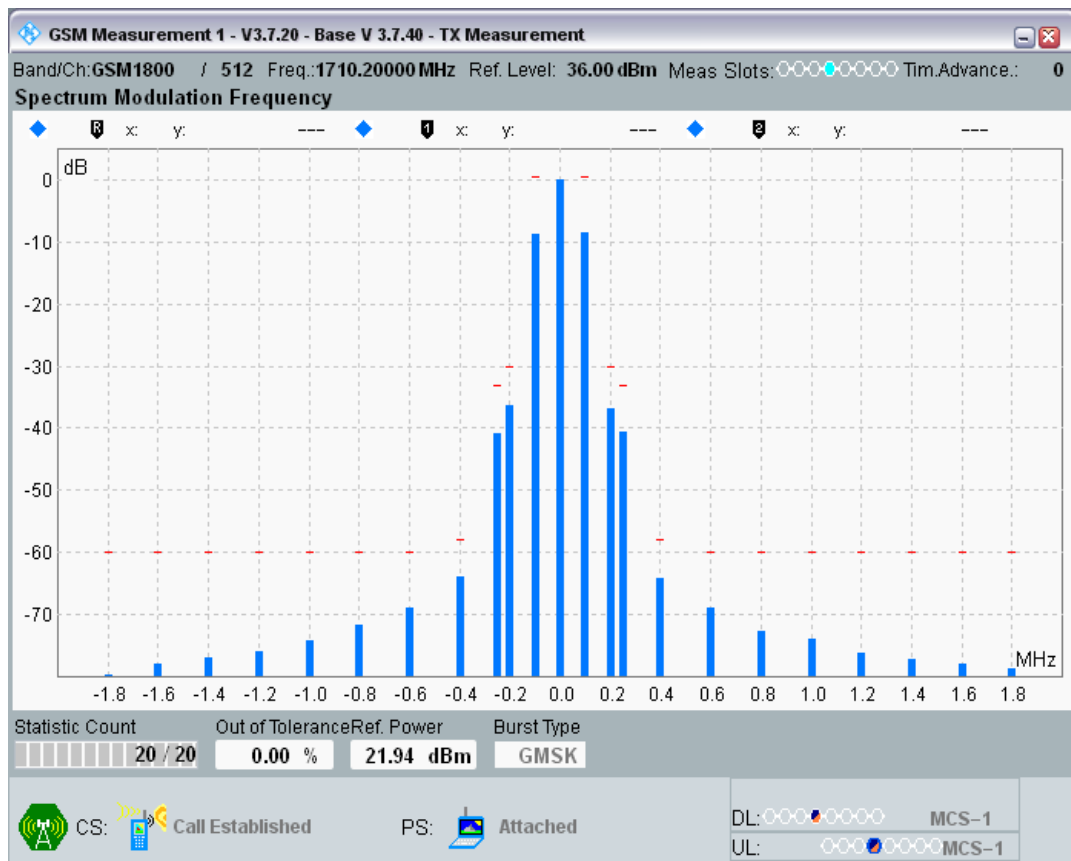 GSM Measurement 1 - V3.7.20 - Base V 3.7.40 - TX Measurement
Band/Ch:GSM1800 / 512 Freq.:1710.20000 MHz Ref. Level: 36.00 dBm Meas Slots: Tim.Advance.: 0
Spectrum Modulation Frequency
R x: y: --- 1 x: y: --- 2 x: y: ---
dB
0
-10
-20
-30
-40
-50
-60
-70
MHz
-1.8 -1.6 -1.4 -1.2 -1.0 -0.8 -0.6 -0.4 -0.2 0.0 0.2 0.4 0.6 0.8 1.0 1.2 1.4 1.6 1.8
Statistic Count Out of Tolerance Ref. Power Burst Type
20 / 20 0.00 % 21.94 dBm GMSK
CS: Call Established PS: Attached
DL: MCS-1
UL: MCS-1